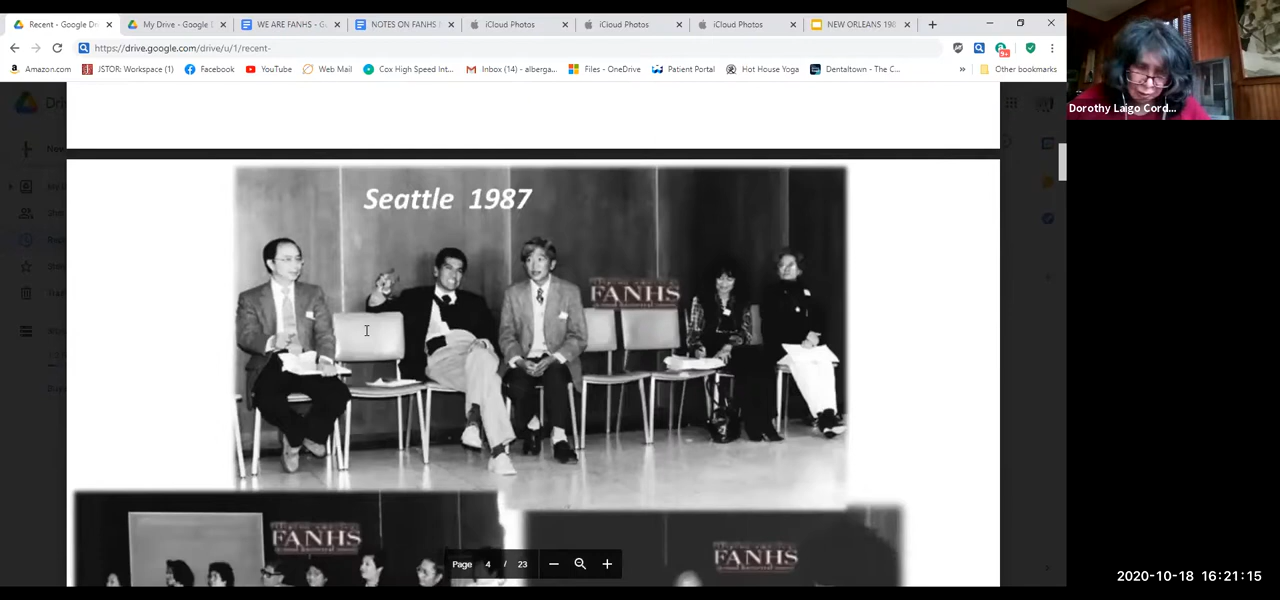 Recent - Google Dr
My Drive - Google D
WE ARE FANHS - G
NOTES ON FANHS
iCloud Photos
iCloud Photos
iCloud Photos
NEW ORLEANS 198
https://drive.google.com/drive/u/1/recent-
Amazon.com
JSTOR: Workspace (1)
Facebook
YouTube
Web Mail
Cox High Speed Int...
Inbox (14) - alberga...
Files - OneDrive
Patient Portal
Hot House Yoga
Dentaltown - The C...
»
Other bookmarks
Dorothy Laigo Cord...
Seattle 1987
FANHS
FANHS
FANHS
Page 4 / 23
2020-10-18 16:21:15